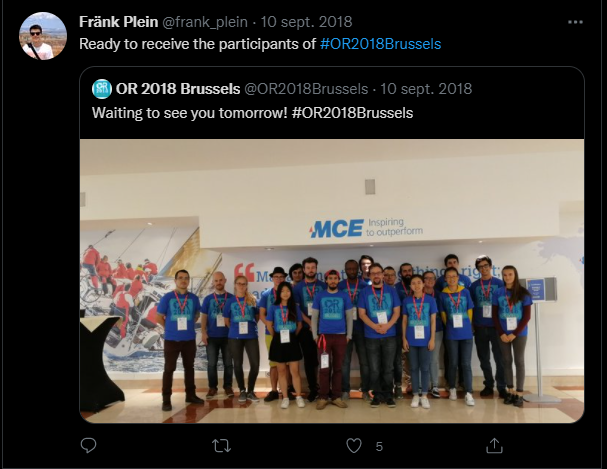 Fränk Plein @frank_plein · 10 sept. 2018
Ready to receive the participants of #OR2018Brussels
OR 2018 Brussels @OR2018Brussels · 10 sept. 2018
Waiting to see you tomorrow! #OR2018Brussels
MCE Inspiring
to outperform
5